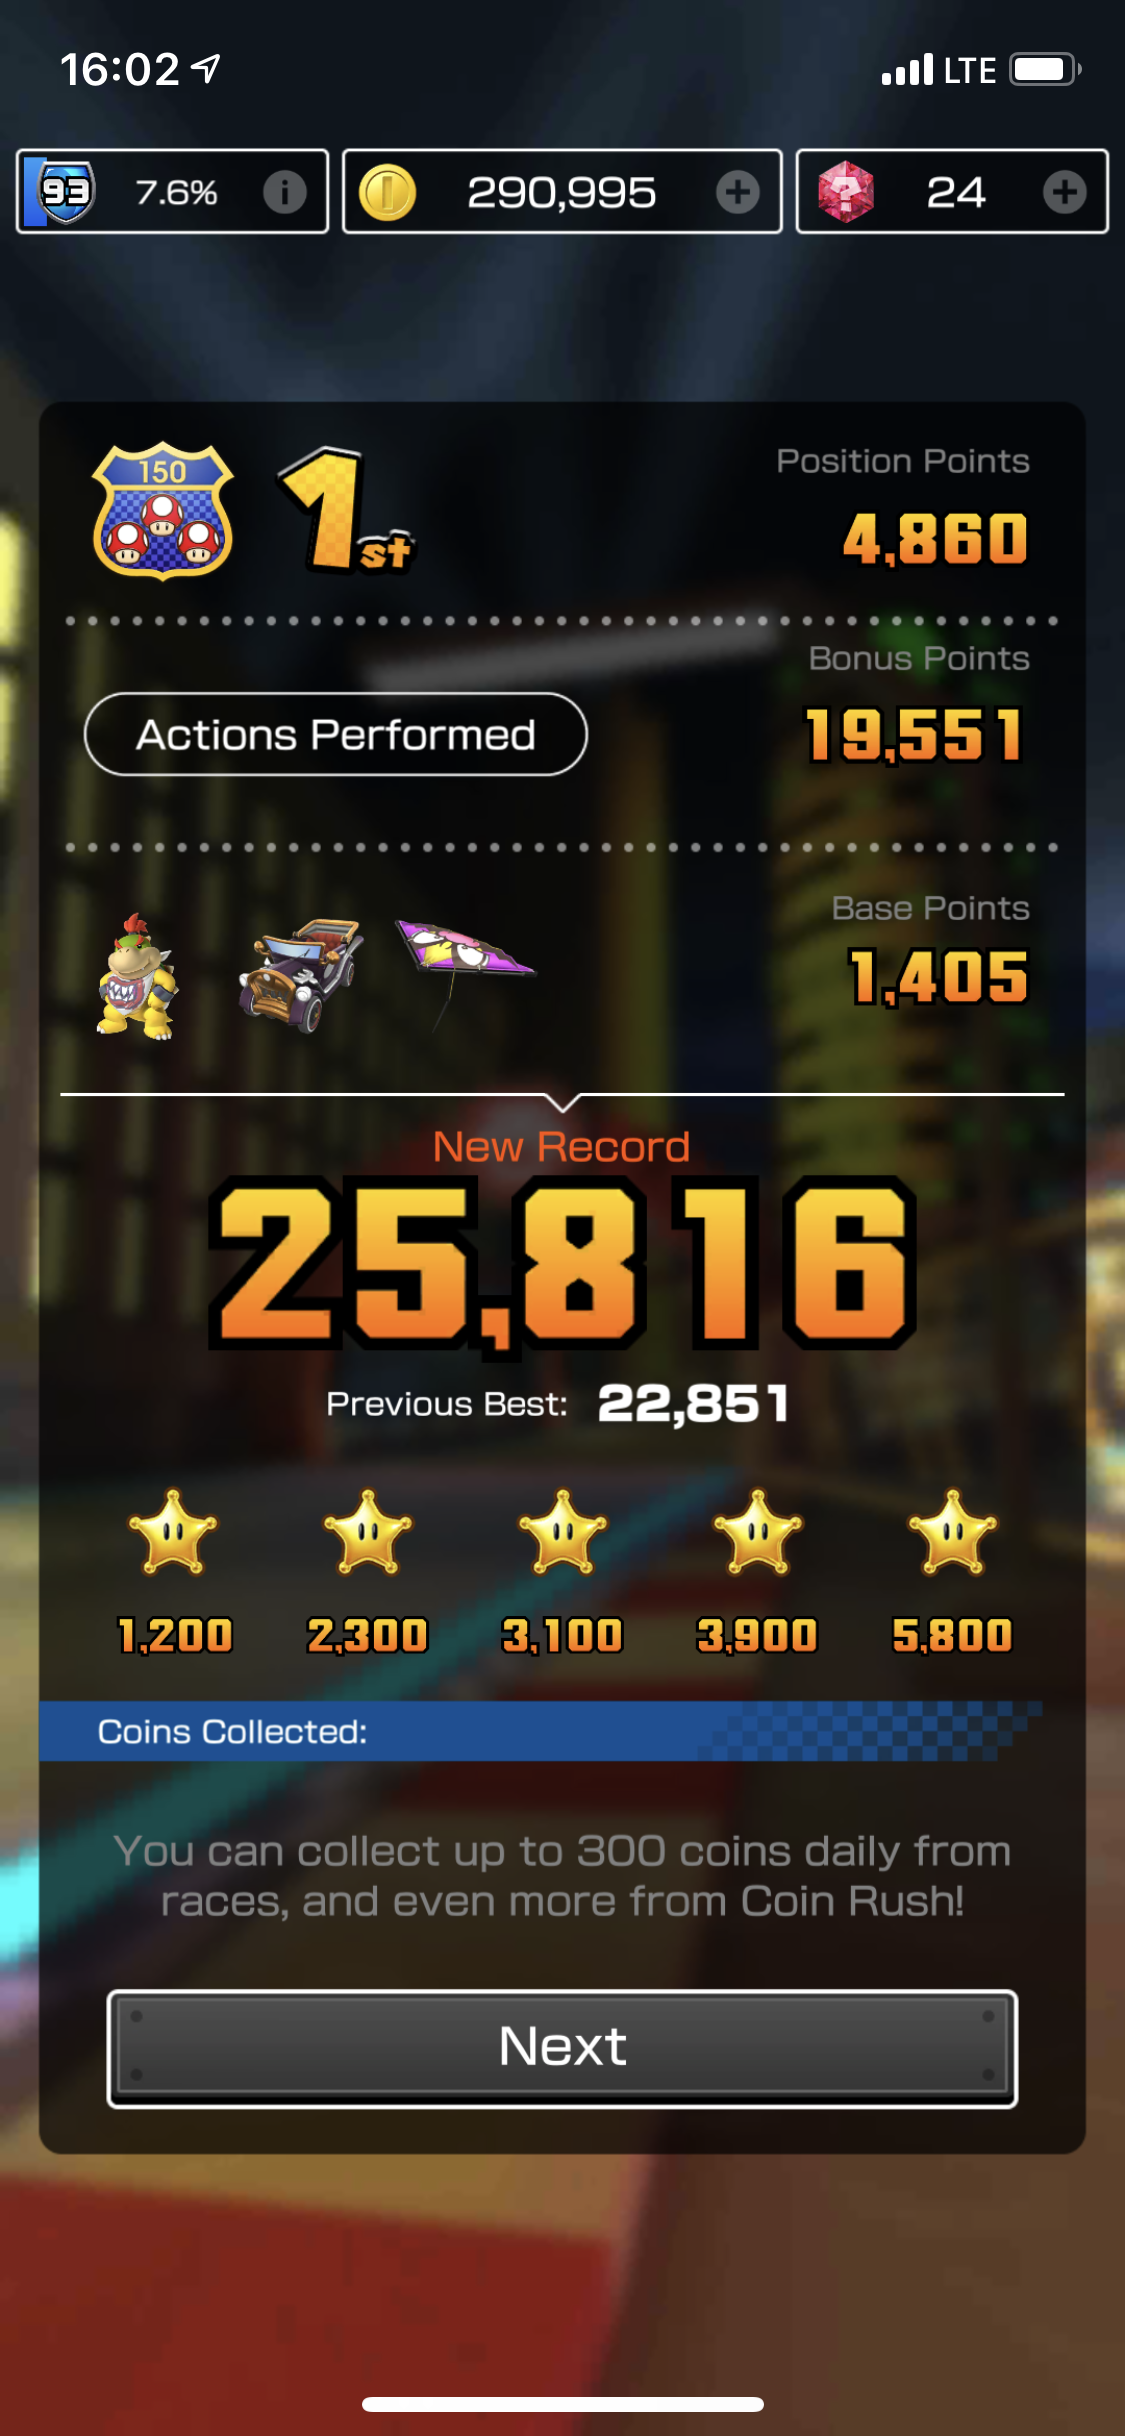 16:02 LTE
93 7.6% i 290,995 + ? 24 +
150 1st Position Points
4,860
Bonus Points
Actions Performed 19,551
Base Points
1,405
New Record
25,816
Previous Best: 22,851
1,200 2,300 3,100 3,900 5,800
Coins Collected:
You can collect up to 300 coins daily from
races, and even more from Coin Rush!
Next